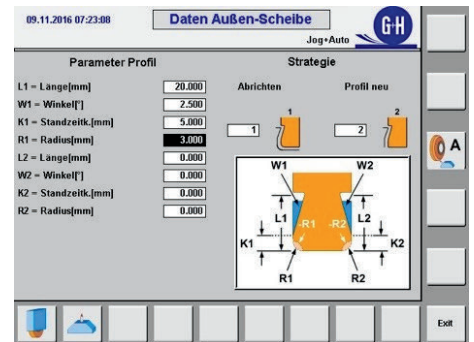 09.11.2016 07:23:08
Daten Außen-Scheibe
Jog•Auto
GH
Parameter Profil
Strategie
L1 = Länge[mm] 20.000
W1 = Winkel[°] 2.500
K1 = Standzeitk.[mm] 5.000
R1 = Radius[mm] 3.000
L2 = Länge[mm] 0.000
W2 = Winkel[°] 0.000
K2 = Standzeitk.[mm] 0.000
R2 = Radius[mm] 0.000
Abrichten
Profil neu
1
2
1
2
A
W1 W2
L1 -R1 -R2 L2
K1 K2
R1 R2
Exit